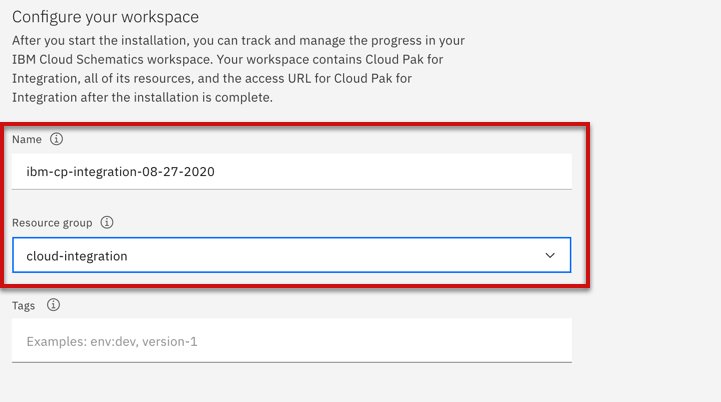 Configure your workspace
After you start the installation, you can track and manage the progress in your
IBM Cloud Schematics workspace. Your workspace contains Cloud Pak for
Integration, all of its resources, and the access URL for Cloud Pak for
Integration after the installation is complete.
Name
ibm-cp-integration-08-27-2020
Resource group
cloud-integration
Tags
Examples: env:dev, version-1